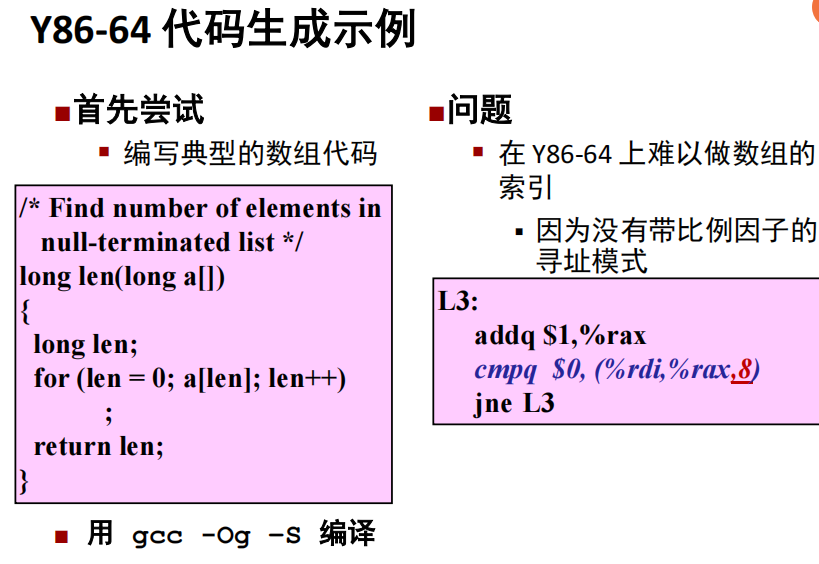 Y86-64 代码生成示例
■首先尝试
▪ 编写典型的数组代码
/* Find number of elements in
null-terminated list */
long len(long a[])
{
long len;
for (len = 0; a[len]; len++)
;
return len;
}
▪ 用 gcc -Og –S 编译
■问题
▪ 在 Y86-64 上难以做数组的
索引
▪ 因为没有带比例因子的
寻址模式
L3:
addq $1,%rax
cmpq $0, (%rdi,%rax,8)
jne L3